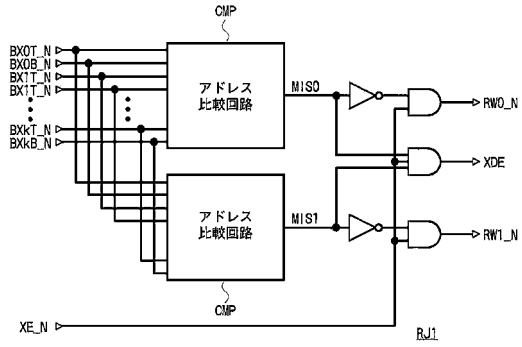 CMP
BX0T_N
BX0B_N
BX1T_N
BX1T_N
BXkT_N
BXkB_N
アドレス
比較回路
MIS0
RW0_N
XDE
アドレス
比較回路
MIS1
RW1_N
CMP
XE_N
RJ1